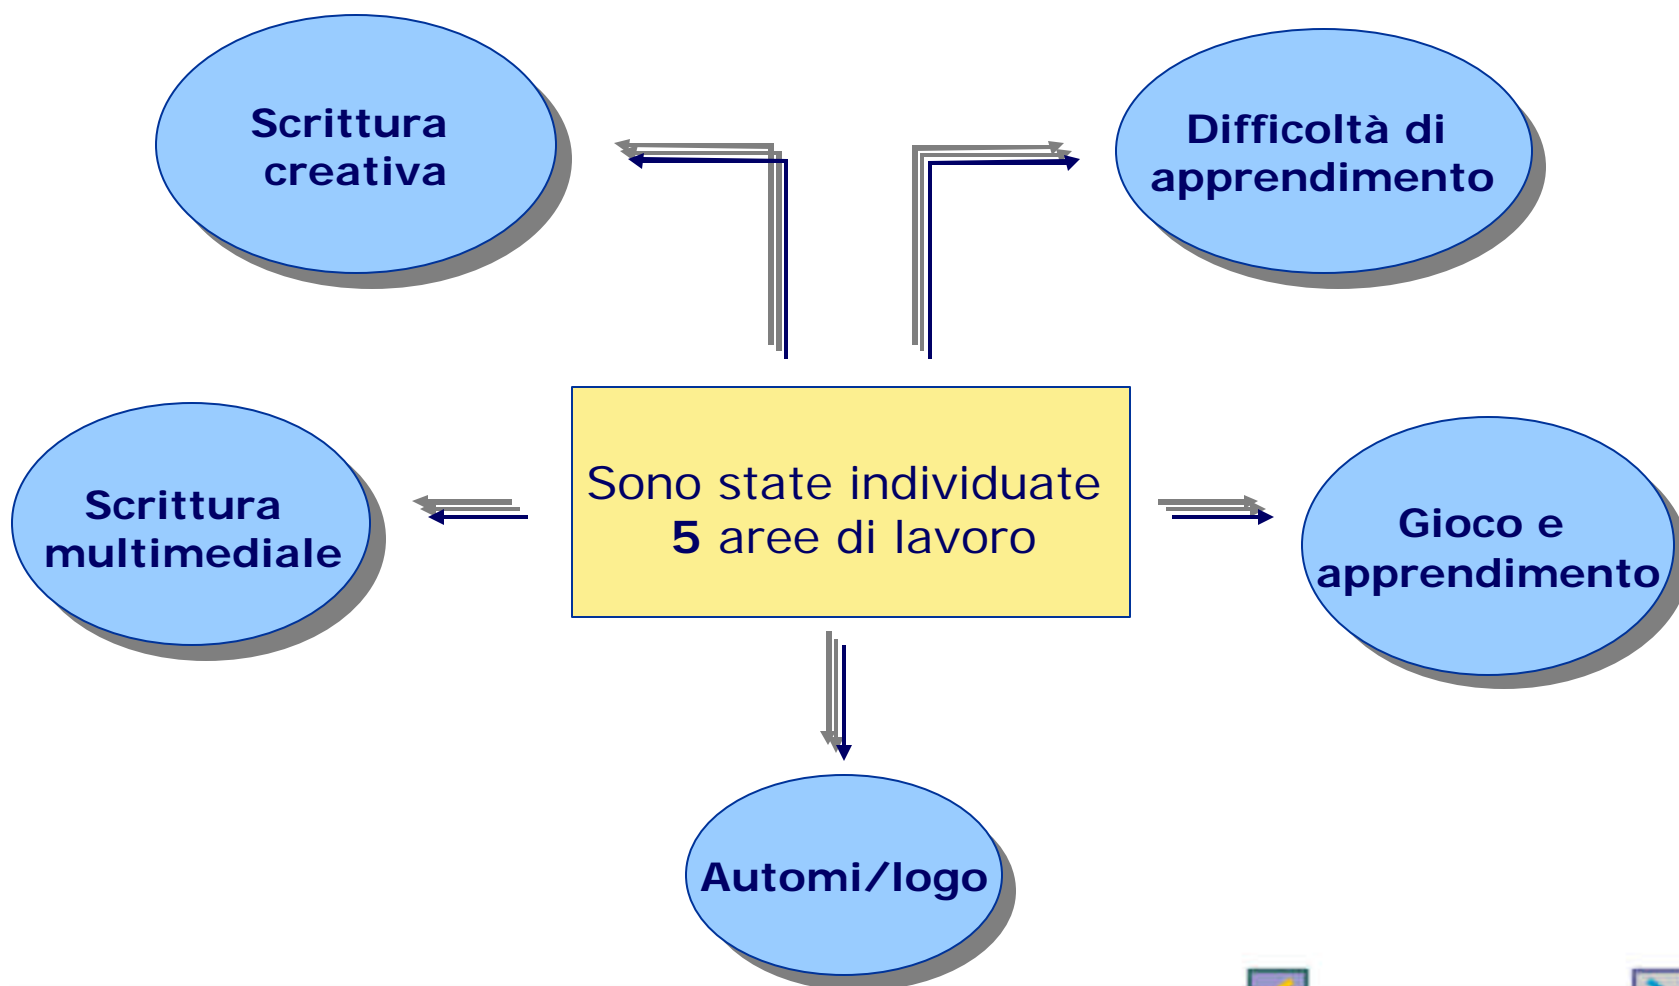 Scrittura
creativa
Difficoltà di
apprendimento
Sono state individuate
5 aree di lavoro
Scrittura
multimediale
Gioco e
apprendimento
Automi/logo